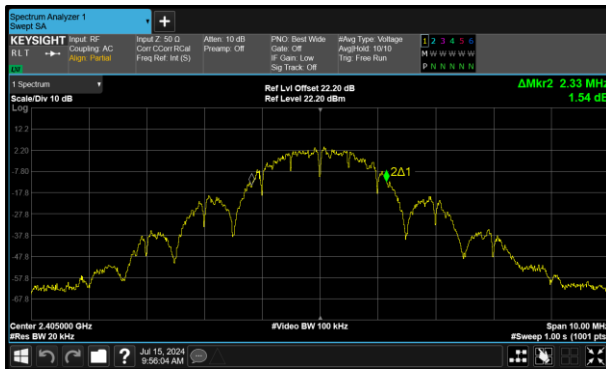 Spectrum Analyzer 1
Swept SA
KEYSIGHT
RLT
Input: RF
Coupling: AC
Align: Partial
Input Z: 50 Ω
Corr CCorr RCal
Freq Ref: Int (S)
Atten: 10 dB
Preamp: Off
PNO: Best Wide
Gate: Off
IF Gain: Low
Sig Track: Off
#Avg Type: Voltage
Avg|Hold: 10/10
Trig: Free Run
1 2 3 4 5 6
M W W W W W
P N N N N N
1 Spectrum
Scale/Div 10 dB
Ref Lvl Offset 22.20 dB
Ref Level 22.20 dBm
ΔMkr2 2.33 MHz
1.54 dB
Log
12.2
2.20
-7.80
-17.8
-27.8
-37.8
-47.8
-57.8
-67.8
2Δ1
Center 2.405000 GHz
#Res BW 20 kHz
#Video BW 100 kHz
Span 10.00 MHz
#Sweep 1.00 s (1001 pts)
Jul 15, 2024
9:56:04 AM